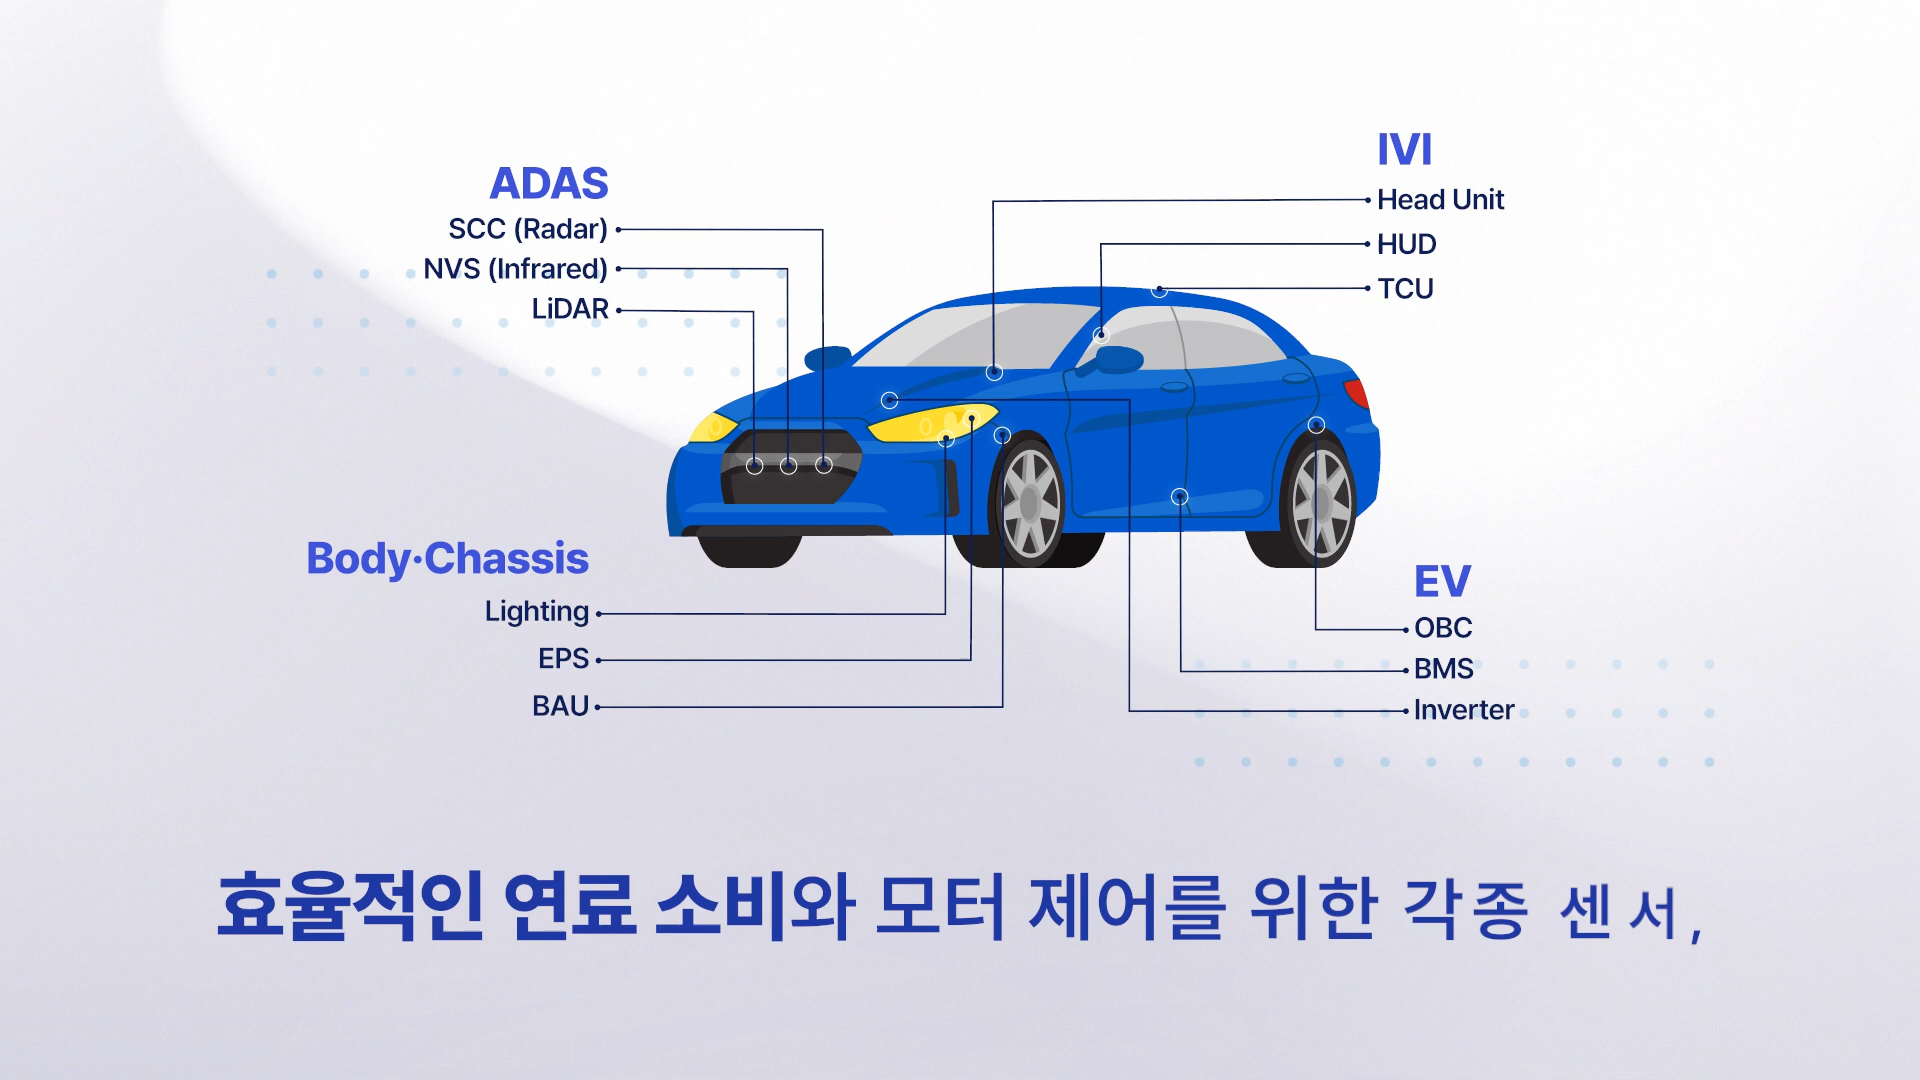 ADAS
SCC (Radar)
NVS (Infrared)
LiDAR
IVI
Head Unit
HUD
TCU
Body·Chassis
Lighting
EPS
BAU
EV
OBC
BMS
Inverter
효율적인 연료 소비와 모터 제어를 위한 각종 센서,